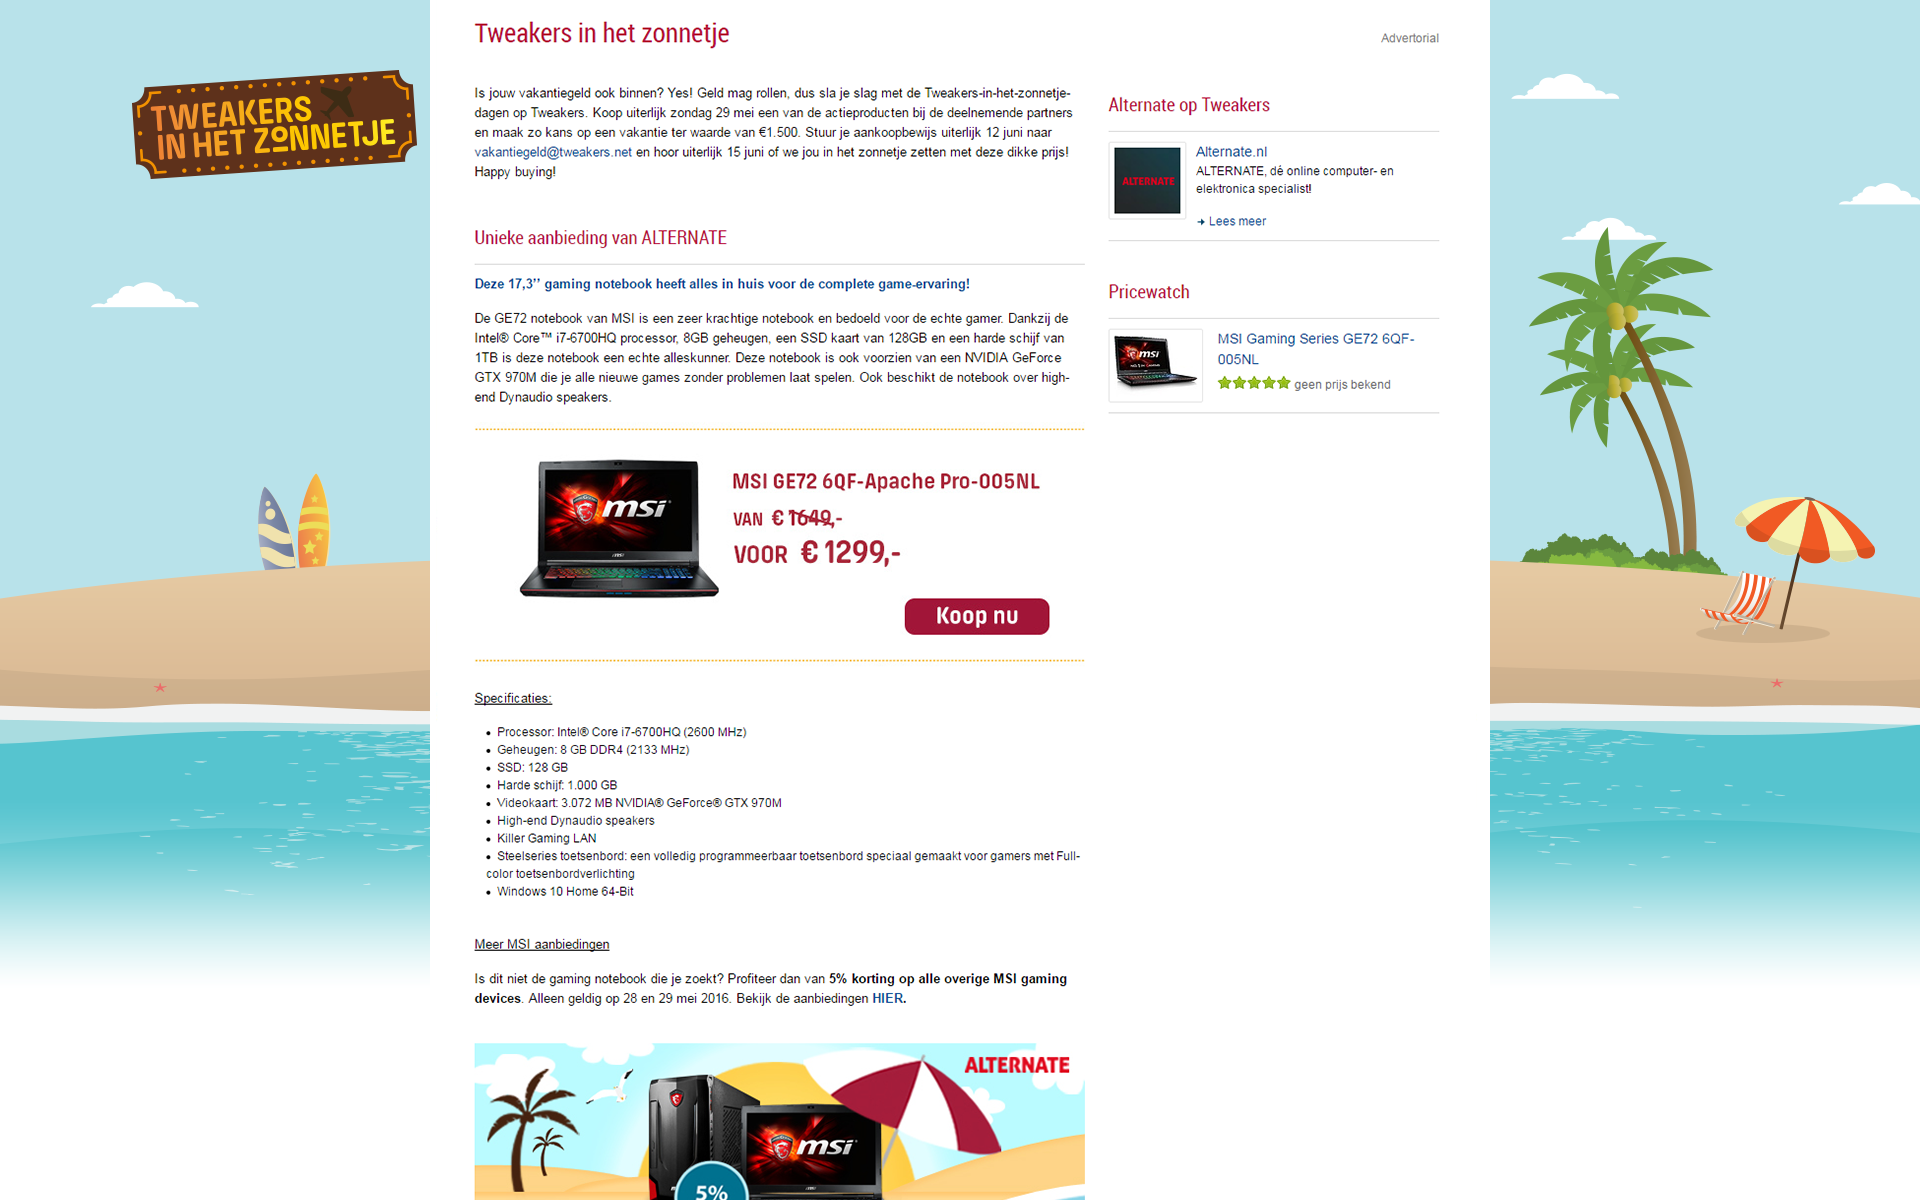 TWEAKERS
IN HET ZONNETJE
Tweakers in het zonnetje
Advertorial
Is jouw vakantiegeld ook binnen? Yes! Geld mag rollen, dus sla je slag met de Tweakers-in-het-zonnetje-
dagen op Tweakers. Koop uiterlijk zondag 29 mei een van de actieproducten bij de deelnemende partners
en maak zo kans op een vakantie ter waarde van €1.500. Stuur je aankoopbewijs uiterlijk 12 juni naar
vakantiegeld@tweakers.net en hoor uiterlijk 15 juni of we jou in het zonnetje zetten met deze dikke prijs!
Happy buying!
Unieke aanbieding van ALTERNATE
Deze 17,3’’ gaming notebook heeft alles in huis voor de complete game-ervaring!
De GE72 notebook van MSI is een zeer krachtige notebook en bedoeld voor de echte gamer. Dankzij de
Intel® Core™ i7-6700HQ processor, 8GB geheugen, een SSD kaart van 128GB en een harde schijf van
1TB is deze notebook een echte alleskunner. Deze notebook is ook voorzien van een NVIDIA GeForce
GTX 970M die je alle nieuwe games zonder problemen laat spelen. Ook beschikt de notebook over high-
end Dynaudio speakers.
msi
MSI GE72 6QF-Apache Pro-005NL
VAN € 1649,-
VOOR € 1299,-
Koop nu
Specificaties:
• Processor: Intel® Core i7-6700HQ (2600 MHz)
• Geheugen: 8 GB DDR4 (2133 MHz)
• SSD: 128 GB
• Harde schijf: 1.000 GB
• Videokaart: 3.072 MB NVIDIA® GeForce® GTX 970M
• High-end Dynaudio speakers
• Killer Gaming LAN
• Steelseries toetsenbord: een volledig programmeerbaar toetsenbord speciaal gemaakt voor gamers met Full-
color toetsenbordverlichting
• Windows 10 Home 64-Bit
Meer MSI aanbiedingen
Is dit niet de gaming notebook die je zoekt? Profiteer dan van 5% korting op alle overige MSI gaming
devices. Alleen geldig op 28 en 29 mei 2016. Bekijk de aanbiedingen HIER.
ALTERNATE
msi
5%
Alternate op Tweakers
ALTERNATE
Alternate.nl
ALTERNATE, dé online computer- en
elektronica specialist!
Lees meer
Pricewatch
msi
MSI Gaming Series GE72 6QF-
005NL
geen prijs bekend